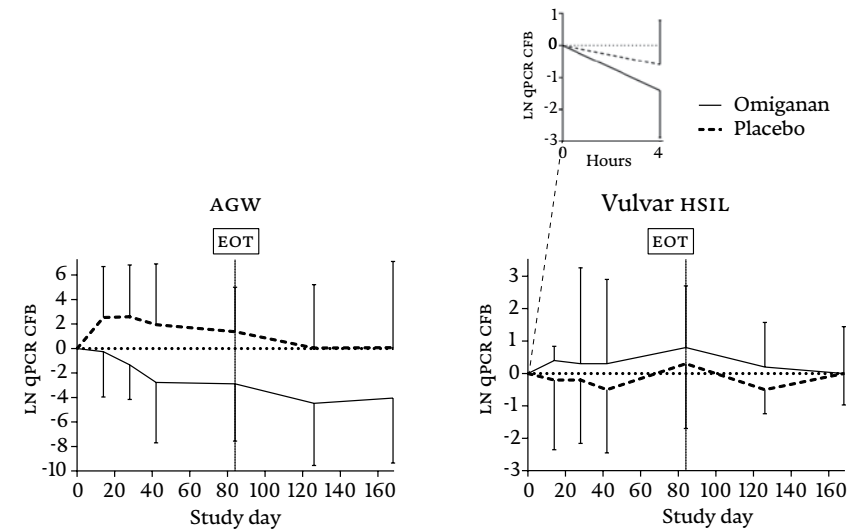 LN qPCR CFB
1
0
-1
-2
-3
0
4
Hours
Omiganan
Placebo
AGW
EOT
LN qPCR CFB
6
4
2
0
-2
-4
-6
-8
-10
0 20 40 60 80 100 120 140 160
Study day
Vulvar HSIL
EOT
LN qPCR CFB
3
2
1
0
-1
-2
-3
0 20 40 60 80 100 120 140 160
Study day